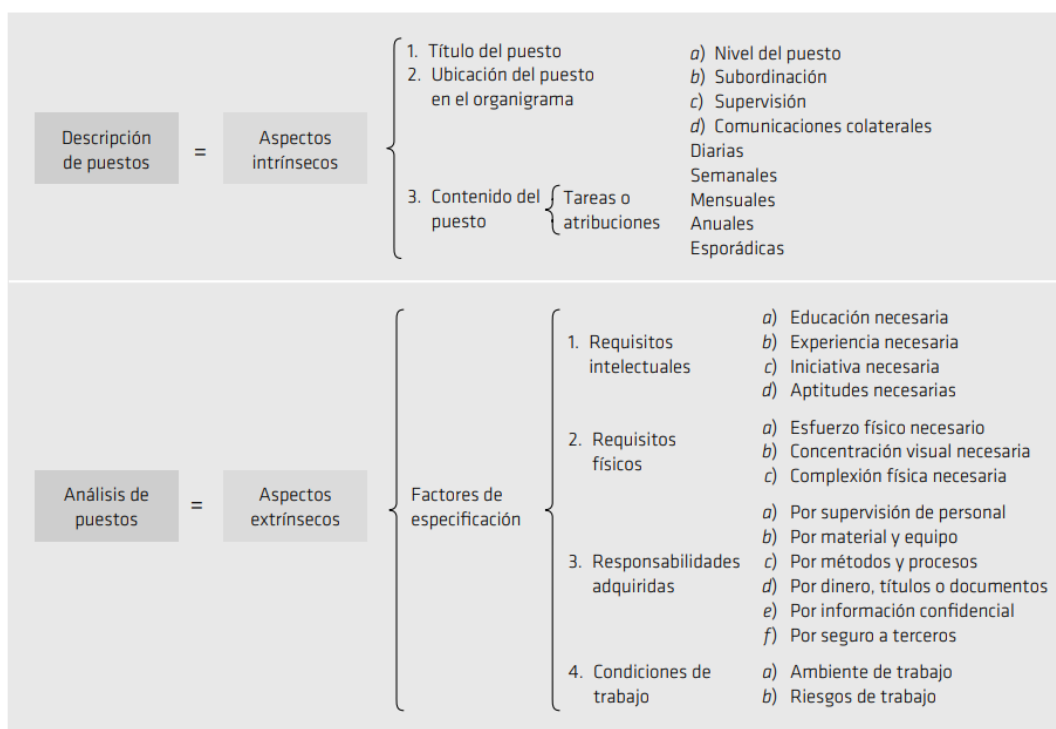 Descripción
de puestos
=
Aspectos
intrínsecos
1. Título del puesto
2. Ubicación del puesto
en el organigrama
a) Nivel del puesto
b) Subordinación
c) Supervisión
d) Comunicaciones colaterales
3. Contenido del
puesto
Tareas o
atribuciones
Diarias
Semanales
Mensuales
Anuales
Esporádicas
Análisis de
puestos
=
Aspectos
extrínsecos
Factores de
especificación
1. Requisitos
intelectuales
a) Educación necesaria
b) Experiencia necesaria
c) Iniciativa necesaria
d) Aptitudes necesarias
2. Requisitos
físicos
a) Esfuerzo físico necesario
b) Concentración visual necesaria
c) Complexión física necesaria
3. Responsabilidades
adquiridas
a) Por supervisión de personal
b) Por material y equipo
c) Por métodos y procesos
d) Por dinero, títulos o documentos
e) Por información confidencial
f) Por seguro a terceros
4. Condiciones de
trabajo
a) Ambiente de trabajo
b) Riesgos de trabajo